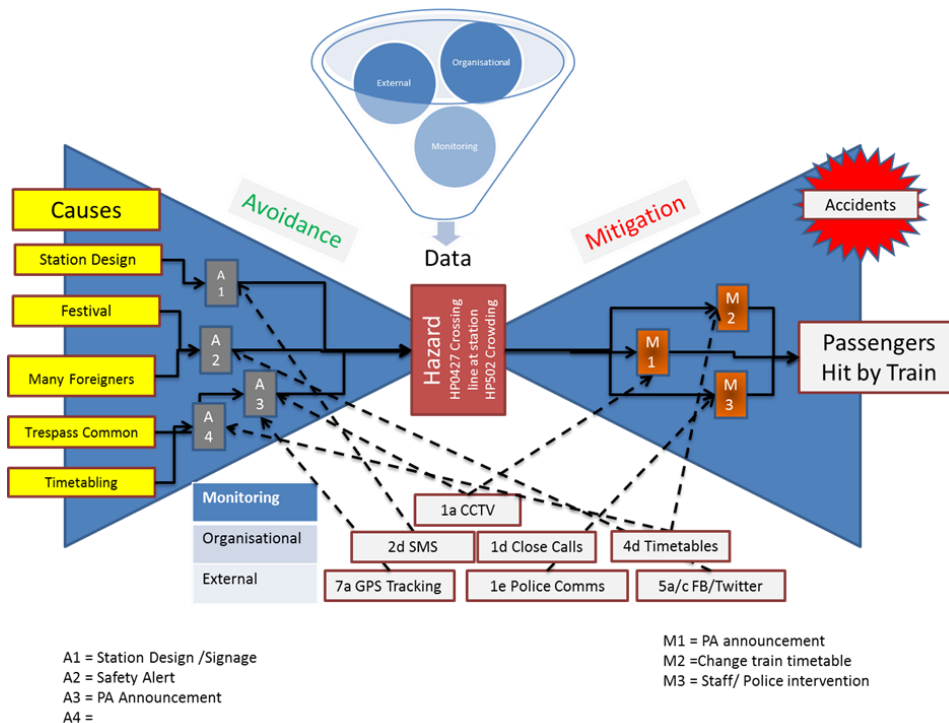 External
Organisational
Monitoring
Data
Avoidance
Mitigation
Accidents
Causes
Station Design
Festival
Many Foreigners
Trespass Common
Timetabling
A
1
A
2
A
3
A
4
Hazard
HP0427 Crossing
line at station
HP502 Crowding
M
1
M
2
M
3
Passengers
Hit by Train
Monitoring
Organisational
External
1a CCTV
2d SMS
1d Close Calls
4d Timetables
7a GPS Tracking
1e Police Comms
5a/c FB/Twitter
A1 = Station Design /Signage
A2 = Safety Alert
A3 = PA Announcement
A4 =
M1 = PA announcement
M2 =Change train timetable
M3 = Staff/ Police intervention